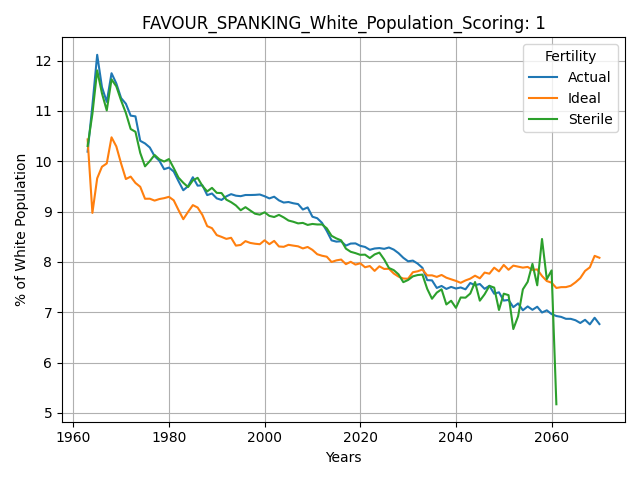 FAVOUR_SPANKING_White_Population_Scoring: 1
Fertility
Actual
Ideal
Sterile
12
11
10
9
8
7
6
5
% of White Population
1960
1980
2000
2020
2040
2060
Years